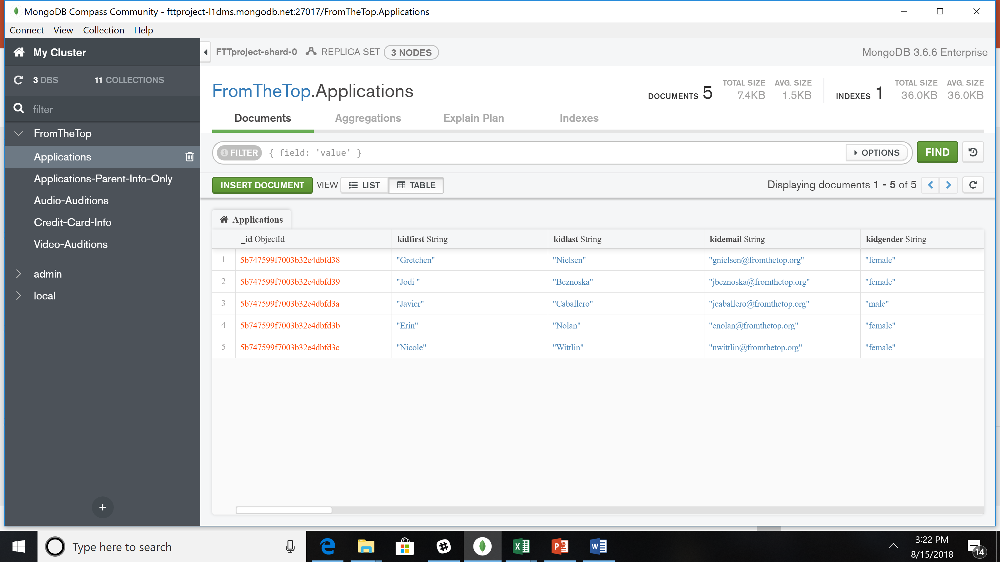 MongoDB Compass Community - fttproject-l1dms.mongodb.net:27017/FromTheTop.Applications
Connect View Collection Help
My Cluster
3 DBS 11 COLLECTIONS
filter
FromTheTop
Applications
Applications-Parent-Info-Only
Audio-Auditions
Credit-Card-Info
Video-Auditions
admin
local
+
FTTproject-shard-0 REPLICA SET 3 NODES
MongoDB 3.6.6 Enterprise
FromTheTop.Applications
DOCUMENTS 5 TOTAL SIZE 7.4KB AVG. SIZE 1.5KB
INDEXES 1 TOTAL SIZE 36.0KB AVG. SIZE 36.0KB
Documents Aggregations Explain Plan Indexes
FILTER { field: 'value' } OPTIONS FIND
INSERT DOCUMENT VIEW LIST TABLE
Displaying documents 1 - 5 of 5
Applications
_id ObjectId kidfirst String kidlast String kidemail String kidgender String
1 5b747599f7003b32e4dbfd38 "Gretchen" "Nielsen" "gnielsen@fromthetop.org" "female"
2 5b747599f7003b32e4dbfd39 "Jodi " "Beznoska" "jbeznoska@fromthetop.org" "female"
3 5b747599f7003b32e4dbfd3a "Javier" "Caballero" "jcaballero@fromthetop.org" "male"
4 5b747599f7003b32e4dbfd3b "Erin" "Nolan" "enolan@fromthetop.org" "female"
5 5b747599f7003b32e4dbfd3c "Nicole" "Wittlin" "nwittlin@fromthetop.org" "female"
Type here to search
3:22 PM
8/15/2018
14